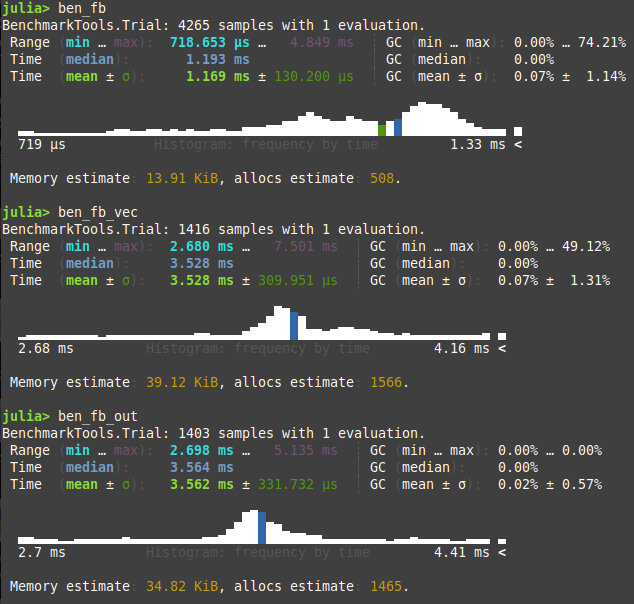 julia> ben_fb
BenchmarkTools.Trial: 4265 samples with 1 evaluation.
Range (min … max): 718.653 μs … 4.849 ms ┊ GC (min … max): 0.00% … 74.21%
Time (median): 1.193 ms ┊ GC (median): 0.00%
Time (mean ± σ): 1.169 ms ± 130.200 μs ┊ GC (mean ± σ): 0.07% ± 1.14%
719 μs Histogram: frequency by time 1.33 ms <
Memory estimate: 13.91 KiB, allocs estimate: 508.
julia> ben_fb_vec
BenchmarkTools.Trial: 1416 samples with 1 evaluation.
Range (min … max): 2.680 ms … 7.501 ms ┊ GC (min … max): 0.00% … 49.12%
Time (median): 3.528 ms ┊ GC (median): 0.00%
Time (mean ± σ): 3.528 ms ± 309.951 μs ┊ GC (mean ± σ): 0.07% ± 1.31%
2.68 ms Histogram: frequency by time 4.16 ms <
Memory estimate: 39.12 KiB, allocs estimate: 1566.
julia> ben_fb_out
BenchmarkTools.Trial: 1403 samples with 1 evaluation.
Range (min … max): 2.698 ms … 5.135 ms ┊ GC (min … max): 0.00% … 0.00%
Time (median): 3.564 ms ┊ GC (median): 0.00%
Time (mean ± σ): 3.562 ms ± 331.732 μs ┊ GC (mean ± σ): 0.02% ± 0.57%
2.7 ms Histogram: frequency by time 4.41 ms <
Memory estimate: 34.82 KiB, allocs estimate: 1465.